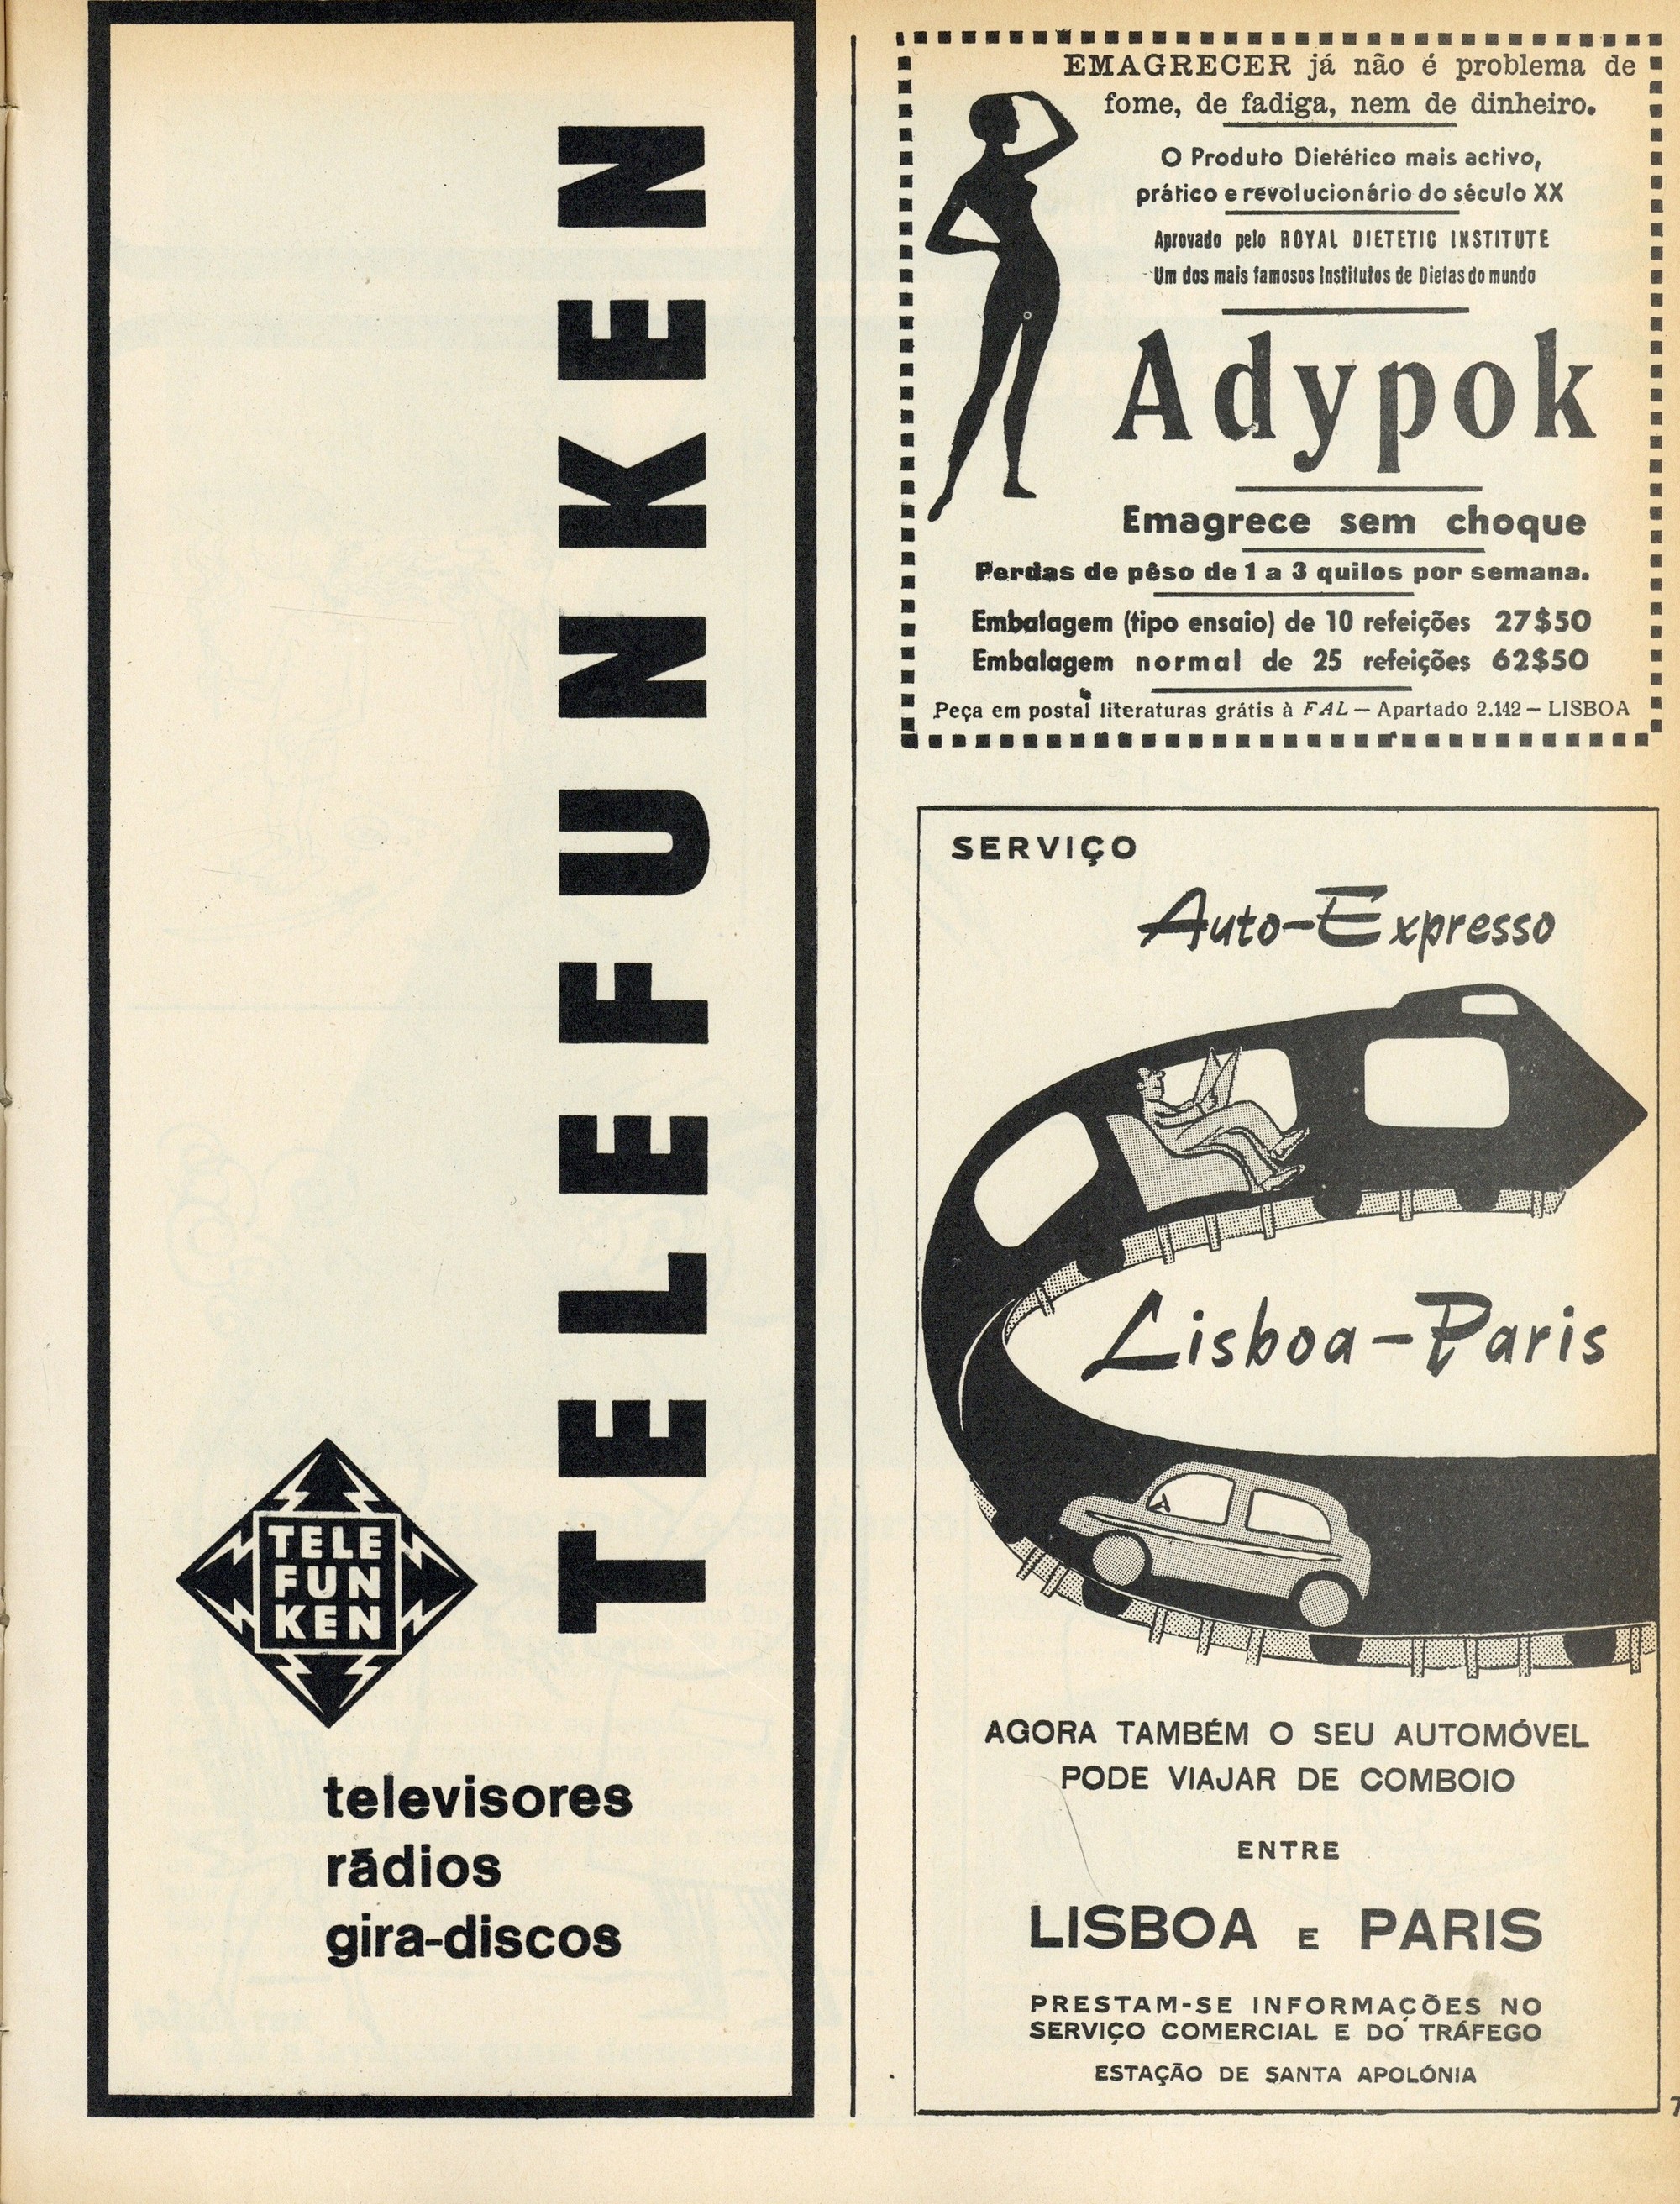 TELEFUNKEN
TELE
FUN
KEN
televisores
rádios
gira-discos
EMAGRECER já não é problema de
fome, de fadiga, nem de dinheiro.
O Produto Dietético mais activo,
prático e revolucionário do século XX
Aprovado pelo ROYAL DIETETIC INSTITUTE
Um dos mais famosos Institutos de Dietas do mundo
Adypok
Emagrece sem choque
Perdas de pêso de 1 a 3 quilos por semana.
Embalagem (tipo ensaio) de 10 refeições 27$50
Embalagem normal de 25 refeições 62$50
Peça em postal literaturas grátis à FAL — Apartado 2.142 — LISBOA
SERVIÇO
Auto-Expresso
Lisboa-Paris
AGORA TAMBÉM O SEU AUTOMÓVEL
PODE VIAJAR DE COMBOIO
ENTRE
LISBOA E PARIS
PRESTAM-SE INFORMAÇÕES NO
SERVIÇO COMERCIAL E DO TRÁFEGO
ESTAÇÃO DE SANTA APOLÓNIA
7